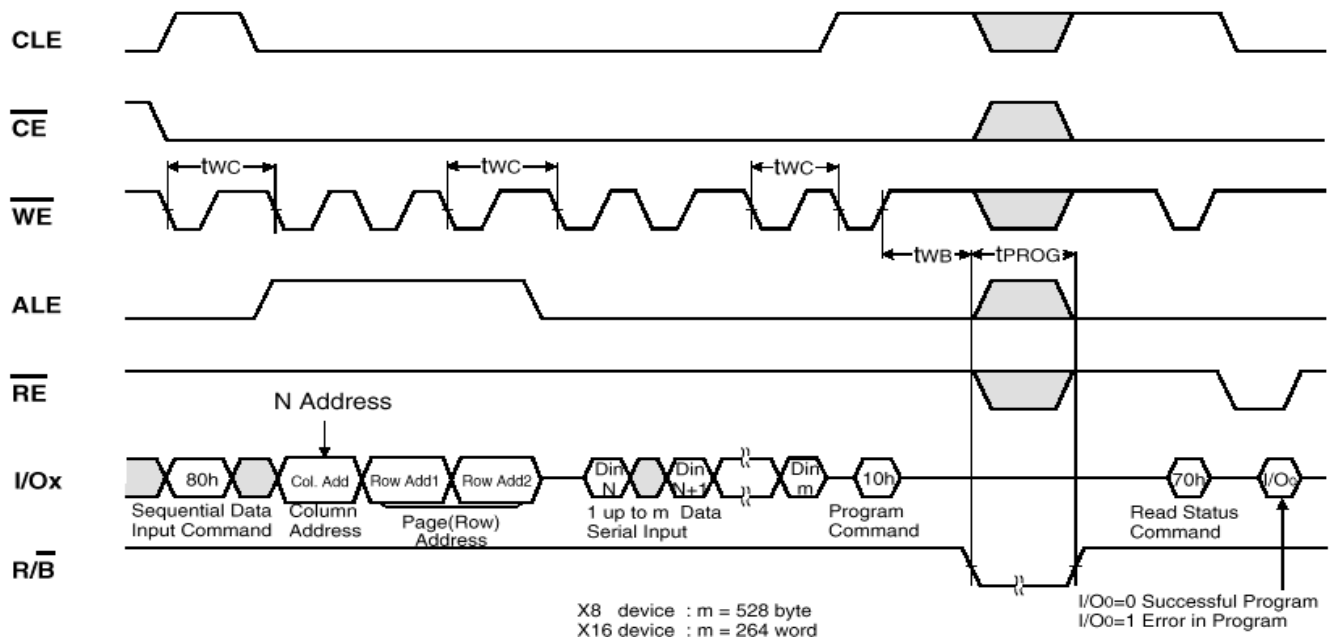 CLE
CE
tWC tWC tWC
WE
tWB tPROG
ALE
RE
N Address
I/Ox
80h Col. Add Row Add1 Row Add2 Din N Din N+1 Din m 10h 70h I/O0
Sequential Data Input Command
Column Address
Page(Row) Address
1 up to m Data Serial Input
Program Command
Read Status Command
R/B
X8 device : m = 528 byte
X16 device : m = 264 word
I/O0=0 Successful Program
I/O0=1 Error in Program